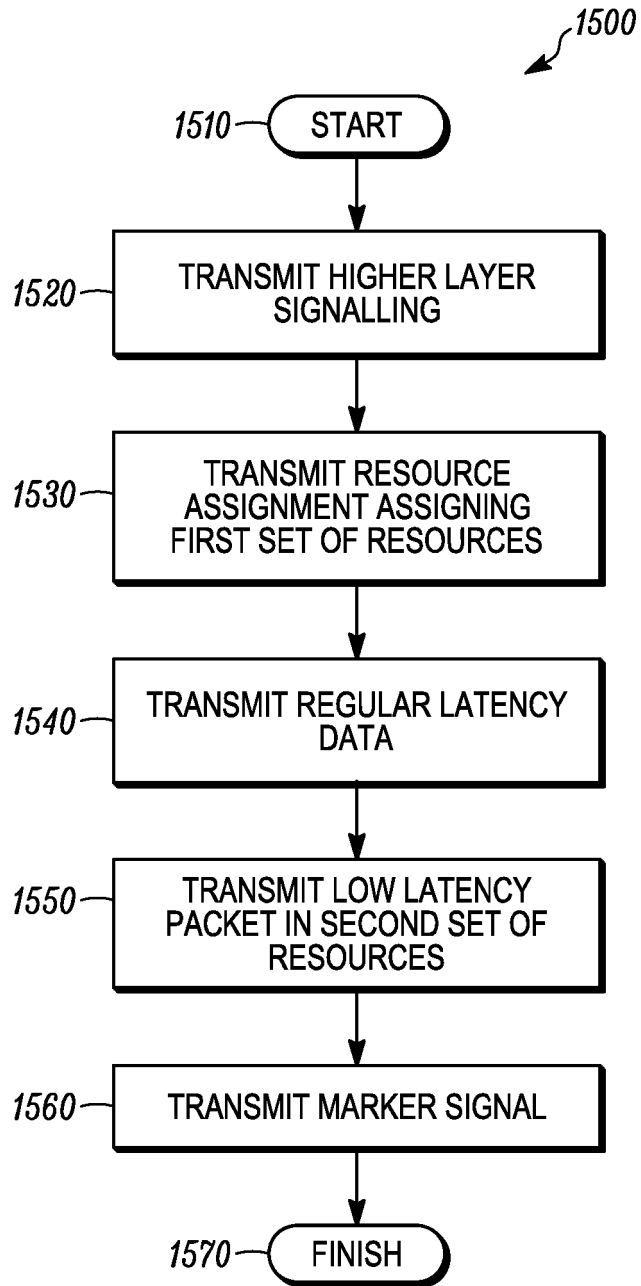 1500
1510
START
1520
TRANSMIT HIGHER LAYER
SIGNALLING
1530
TRANSMIT RESOURCE
ASSIGNMENT ASSIGNING
FIRST SET OF RESOURCES
1540
TRANSMIT REGULAR LATENCY
DATA
1550
TRANSMIT LOW LATENCY
PACKET IN SECOND SET OF
RESOURCES
1560
TRANSMIT MARKER SIGNAL
1570
FINISH